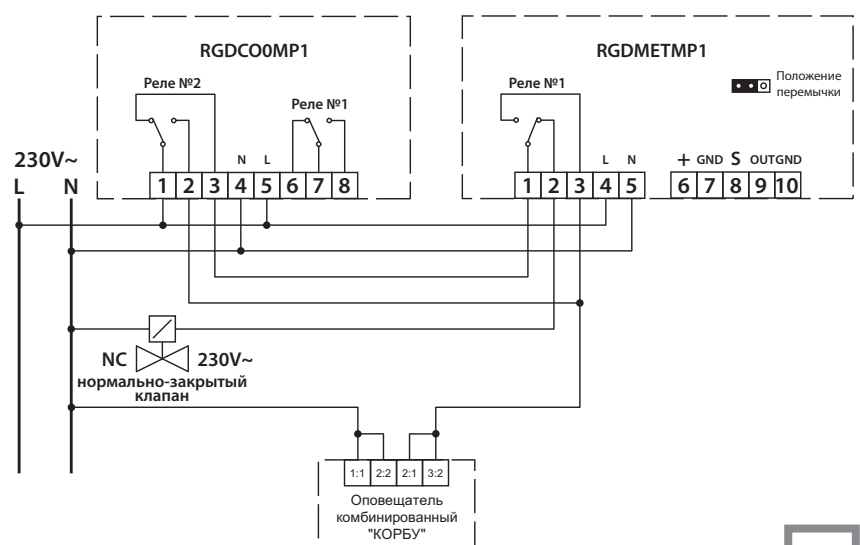 RGDCO0MP1
Реле №2
Реле №1
N L
1 2 3 4 5 6 7 8
RGDMETMP1
Реле №1
Положение
перемычки
L N
+ GND S OUT GND
1 2 3 4 5 6 7 8 9 10
230V~
L N
NC 230V~
нормально-закрытый
клапан
1:1 2:2 2:1 3:2
Оповещатель
комбинированный
"КОРБУ"